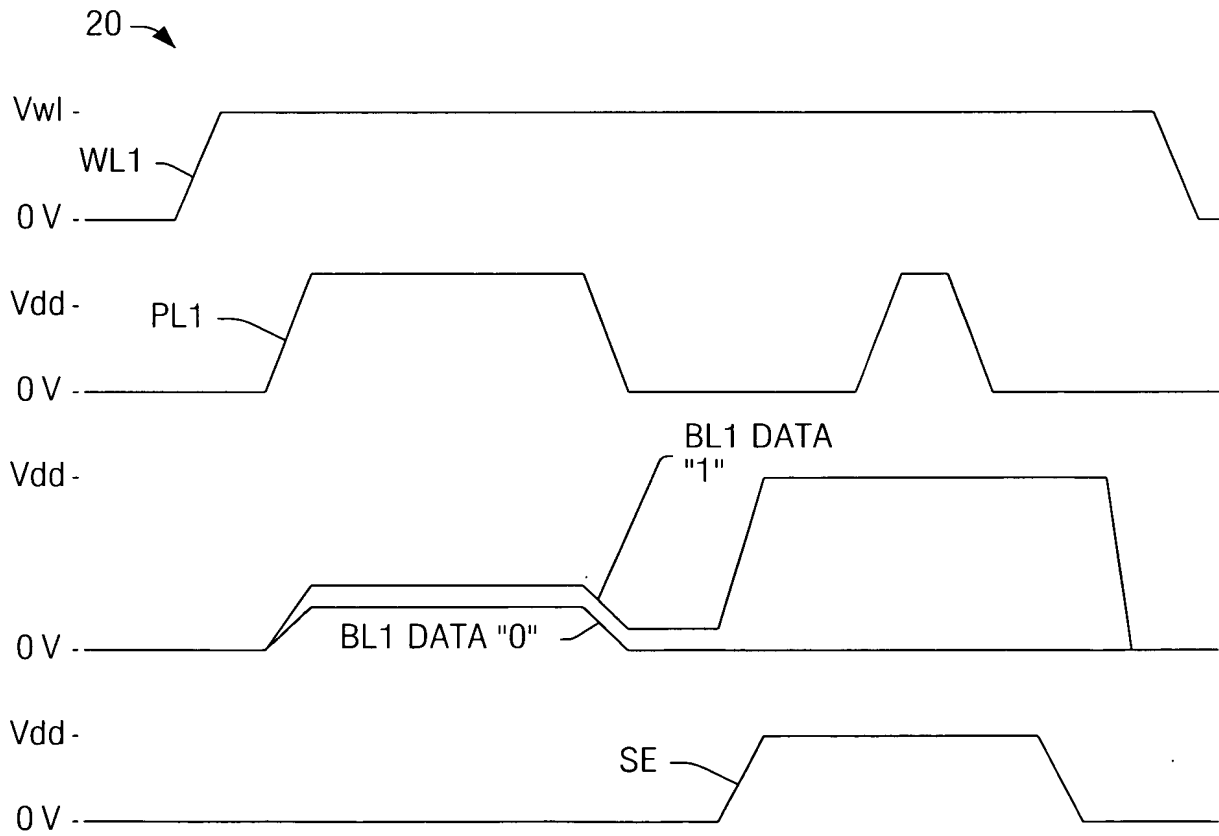 20
Vwl
WL1
0 V
Vdd
PL1
0 V
BL1 DATA
"1"
Vdd
BL1 DATA "0"
0 V
Vdd
SE
0 V